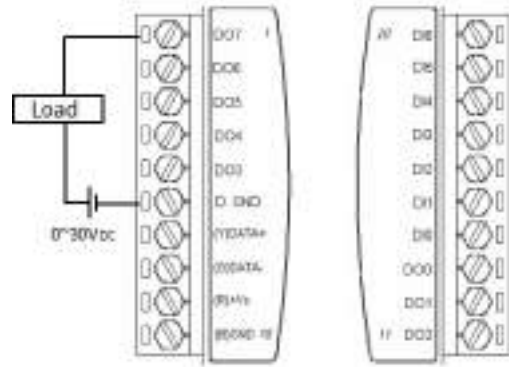 DO7 1
DO6
DO5
DO4
DO3
D. GND
(Y)DATA+
(G)DATA-
(R)+Vs
(B)GND 10
Load
0~30VDC
20 DI6
DI5
DI4
DI3
DI2
DI1
DI0
DO0
DO1
11 DO2